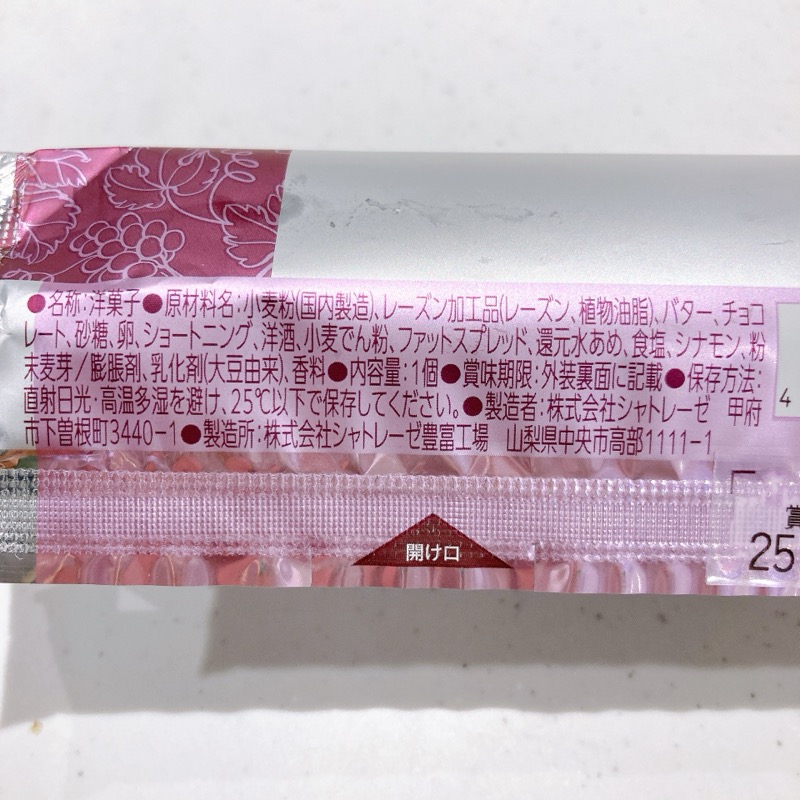 ●名称:洋菓子●原材料名:小麦粉(国内製造)、レーズン加工品(レーズン、植物油脂)、バター、チョコ
レート、砂糖、卵、ショートニング、洋酒、小麦でん粉、ファットスプレッド、還元水あめ、食塩、シナモン、粉
末麦芽/膨脹剤、乳化剤(大豆由来)、香料●内容量:1個●賞味期限:外装裏面に記載●保存方法:
直射日光・高温多湿を避け、25℃以下で保存してください。●製造者:株式会社シャトレーゼ 甲府
市下曽根町3440-1●製造所:株式会社シャトレーゼ豊富工場 山梨県中央市高部1111-1
4
開け口
賞
25